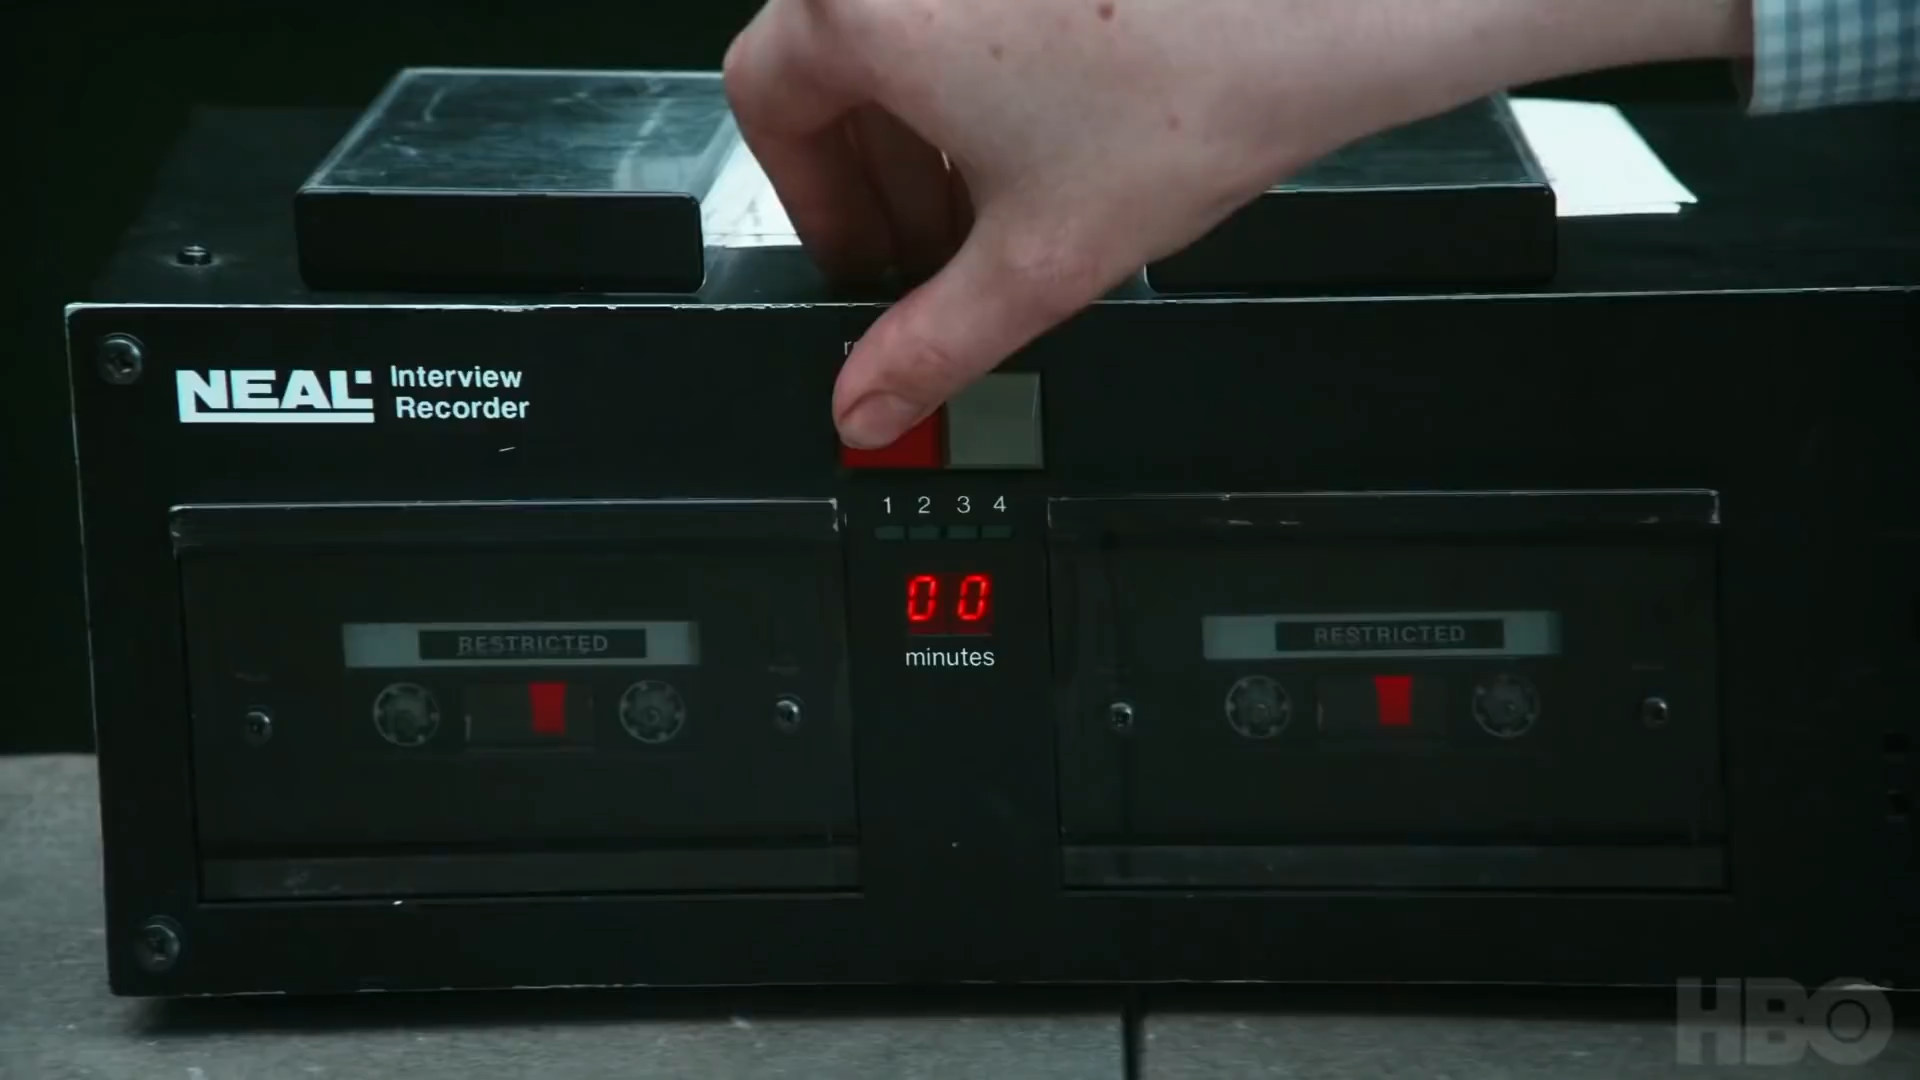 NEAL
Interview
Recorder
1 2 3 4
00
minutes
RESTRICTED
RESTRICTED
HBO